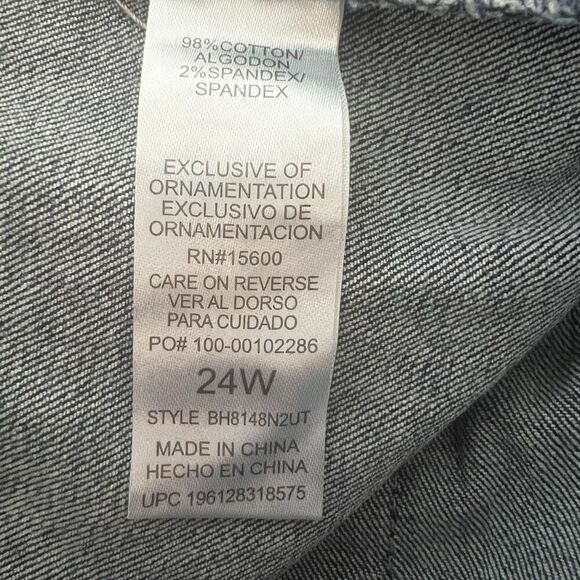 98%COTTON/
ALGODON
2%SPANDEX/
SPANDEX
EXCLUSIVE OF
ORNAMENTATION
EXCLUSIVO DE
ORNAMENTACION
RN#15600
CARE ON REVERSE
VER AL DORSO
PARA CUIDADO
PO# 100-00102286
24W
STYLE BH8148N2UT
MADE IN CHINA
HECHO EN CHINA
UPC 196128318575